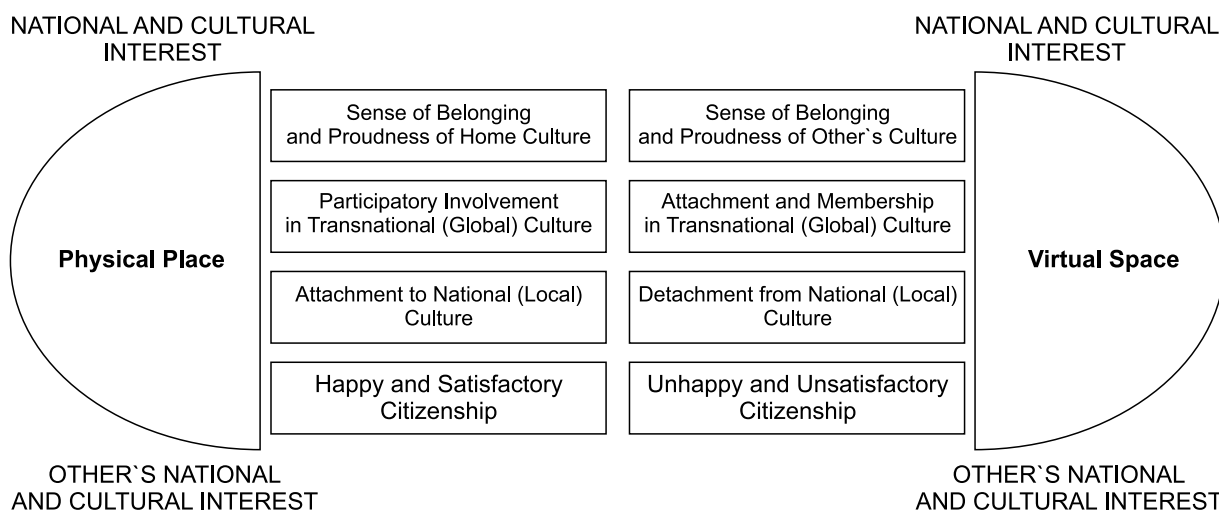 NATIONAL AND CULTURAL
INTEREST
NATIONAL AND CULTURAL
INTEREST
Sense of Belonging
and Proudness of Home Culture
Sense of Belonging
and Proudness of Other`s Culture
Participatory Involvement
in Transnational (Global) Culture
Attachment and Membership
in Transnational (Global) Culture
Physical Place
Virtual Space
Attachment to National (Local)
Culture
Detachment from National (Local)
Culture
Happy and Satisfactory
Citizenship
Unhappy and Unsatisfactory
Citizenship
OTHER`S NATIONAL
AND CULTURAL INTEREST
OTHER`S NATIONAL
AND CULTURAL INTEREST